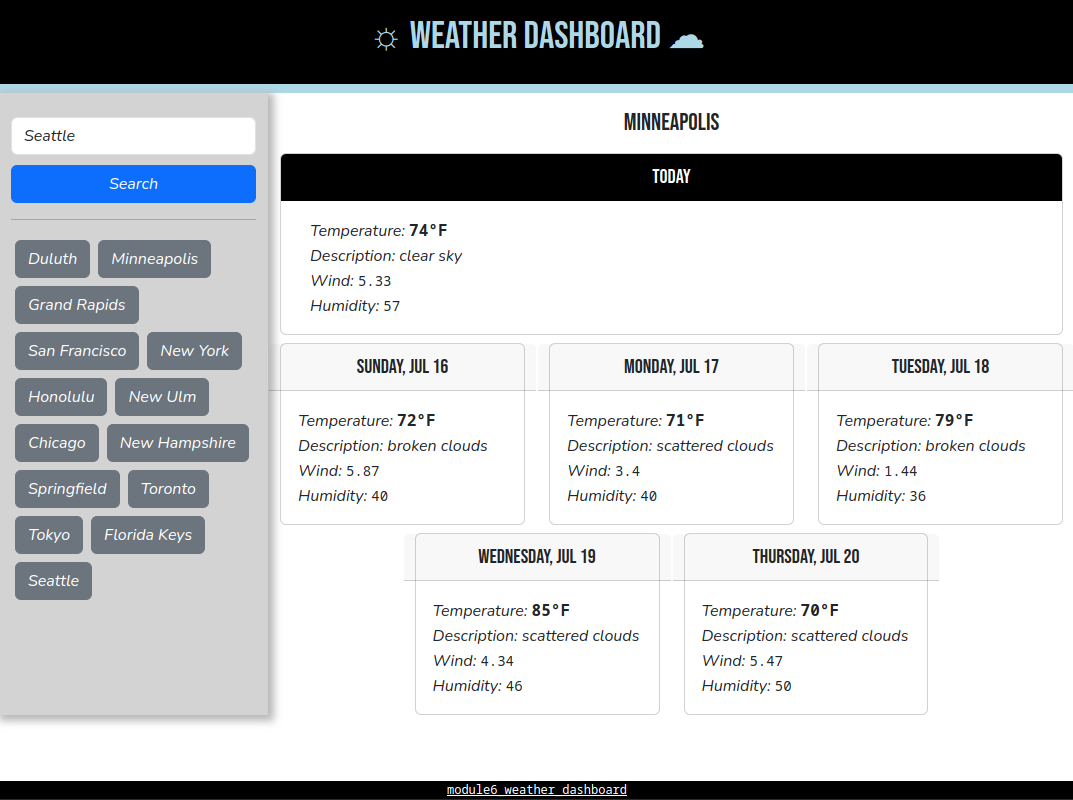 ☼ WEATHER DASHBOARD ☁
Seattle
Search
Duluth Minneapolis
Grand Rapids
San Francisco New York
Honolulu New Ulm
Chicago New Hampshire
Springfield Toronto
Tokyo Florida Keys
Seattle
MINNEAPOLIS
TODAY
Temperature: 74°F
Description: clear sky
Wind: 5.33
Humidity: 57
SUNDAY, JUL 16
Temperature: 72°F
Description: broken clouds
Wind: 5.87
Humidity: 40
MONDAY, JUL 17
Temperature: 71°F
Description: scattered clouds
Wind: 3.4
Humidity: 40
TUESDAY, JUL 18
Temperature: 79°F
Description: broken clouds
Wind: 1.44
Humidity: 36
WEDNESDAY, JUL 19
Temperature: 85°F
Description: scattered clouds
Wind: 4.34
Humidity: 46
THURSDAY, JUL 20
Temperature: 70°F
Description: scattered clouds
Wind: 5.47
Humidity: 50
module6_weather_dashboard